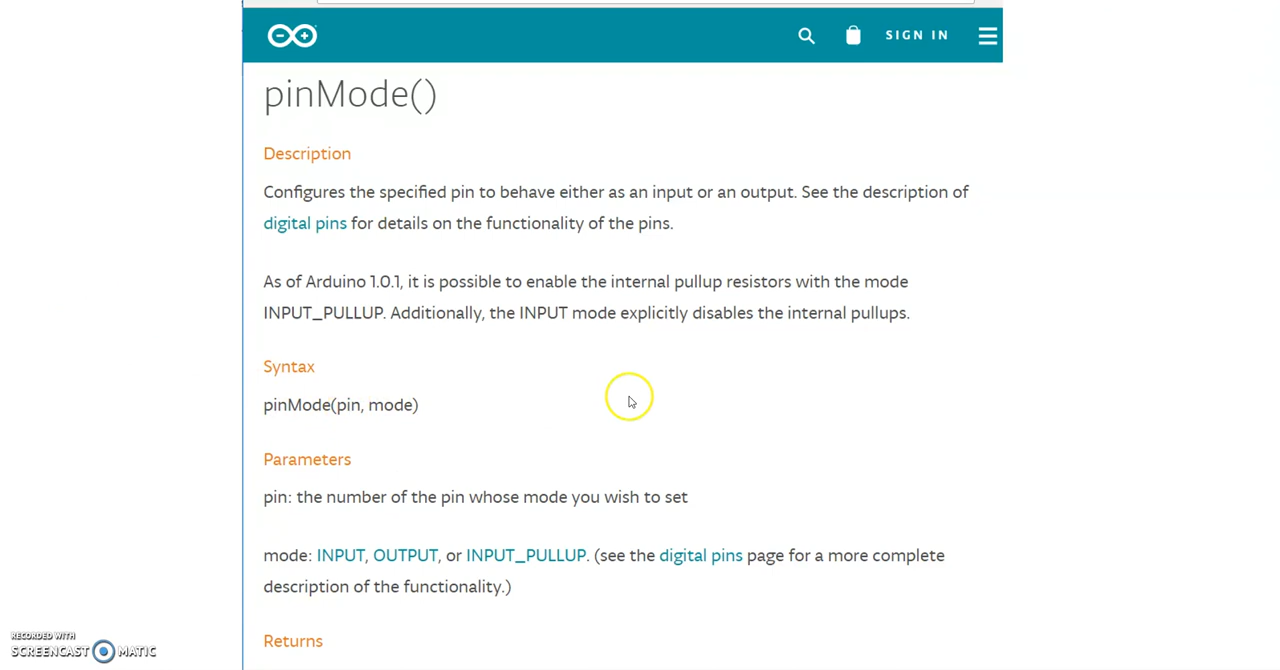 SIGN IN
pinMode()
Description
Configures the specified pin to behave either as an input or an output. See the description of
digital pins for details on the functionality of the pins.
As of Arduino 1.0.1, it is possible to enable the internal pullup resistors with the mode
INPUT_PULLUP. Additionally, the INPUT mode explicitly disables the internal pullups.
Syntax
pinMode(pin, mode)
Parameters
pin: the number of the pin whose mode you wish to set
mode: INPUT, OUTPUT, or INPUT_PULLUP. (see the digital pins page for a more complete
description of the functionality.)
Returns
RECORDED WITH
SCREENCAST MATIC